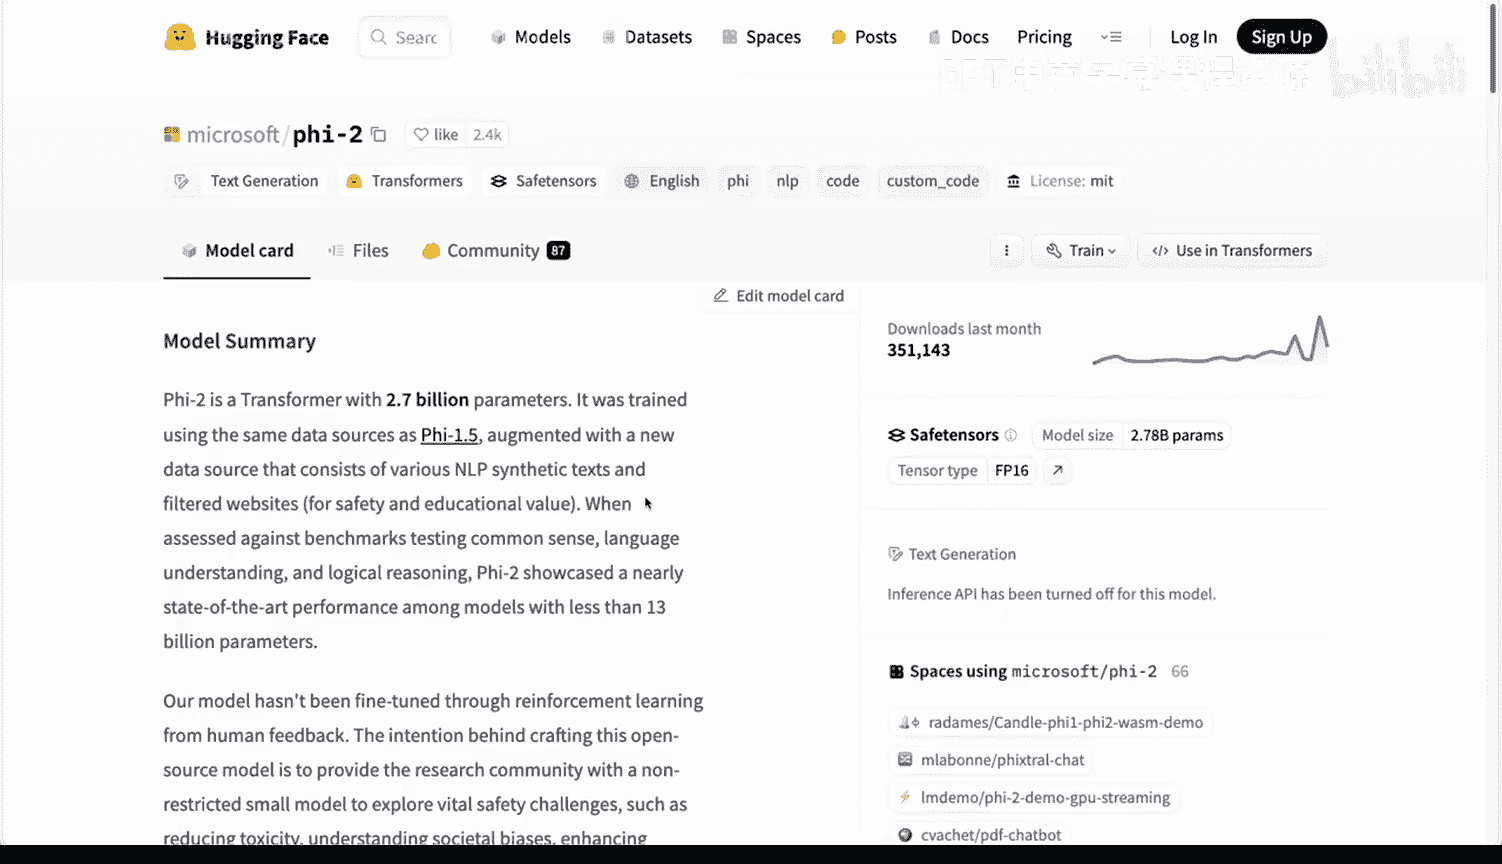 Hugging Face
Searc
Models
Datasets
Spaces
Posts
Docs
Pricing
Log In
Sign Up
bilibili
microsoft/phi-2
like 2.4k
Text Generation
Transformers
Safetensors
English
phi
nlp
code
custom_code
License: mit
Model card
Files
Community 87
Train
</> Use in Transformers
Edit model card
Model Summary
Phi-2 is a Transformer with 2.7 billion parameters. It was trained
using the same data sources as Phi-1.5, augmented with a new
data source that consists of various NLP synthetic texts and
filtered websites (for safety and educational value). When
assessed against benchmarks testing common sense, language
understanding, and logical reasoning, Phi-2 showcased a nearly
state-of-the-art performance among models with less than 13
billion parameters.
Our model hasn't been fine-tuned through reinforcement learning
from human feedback. The intention behind crafting this open-
source model is to provide the research community with a non-
restricted small model to explore vital safety challenges, such as
reducing toxicity, understanding societal biases, enhancing
Downloads last month
351,143
Safetensors
Model size 2.78B params
Tensor type FP16
Text Generation
Inference API has been turned off for this model.
Spaces using microsoft/phi-2 66
radames/Candle-phi1-phi2-wasm-demo
mlabonne/phixtral-chat
lmdemo/phi-2-demo-gpu-streaming
cvachet/pdf-chatbot